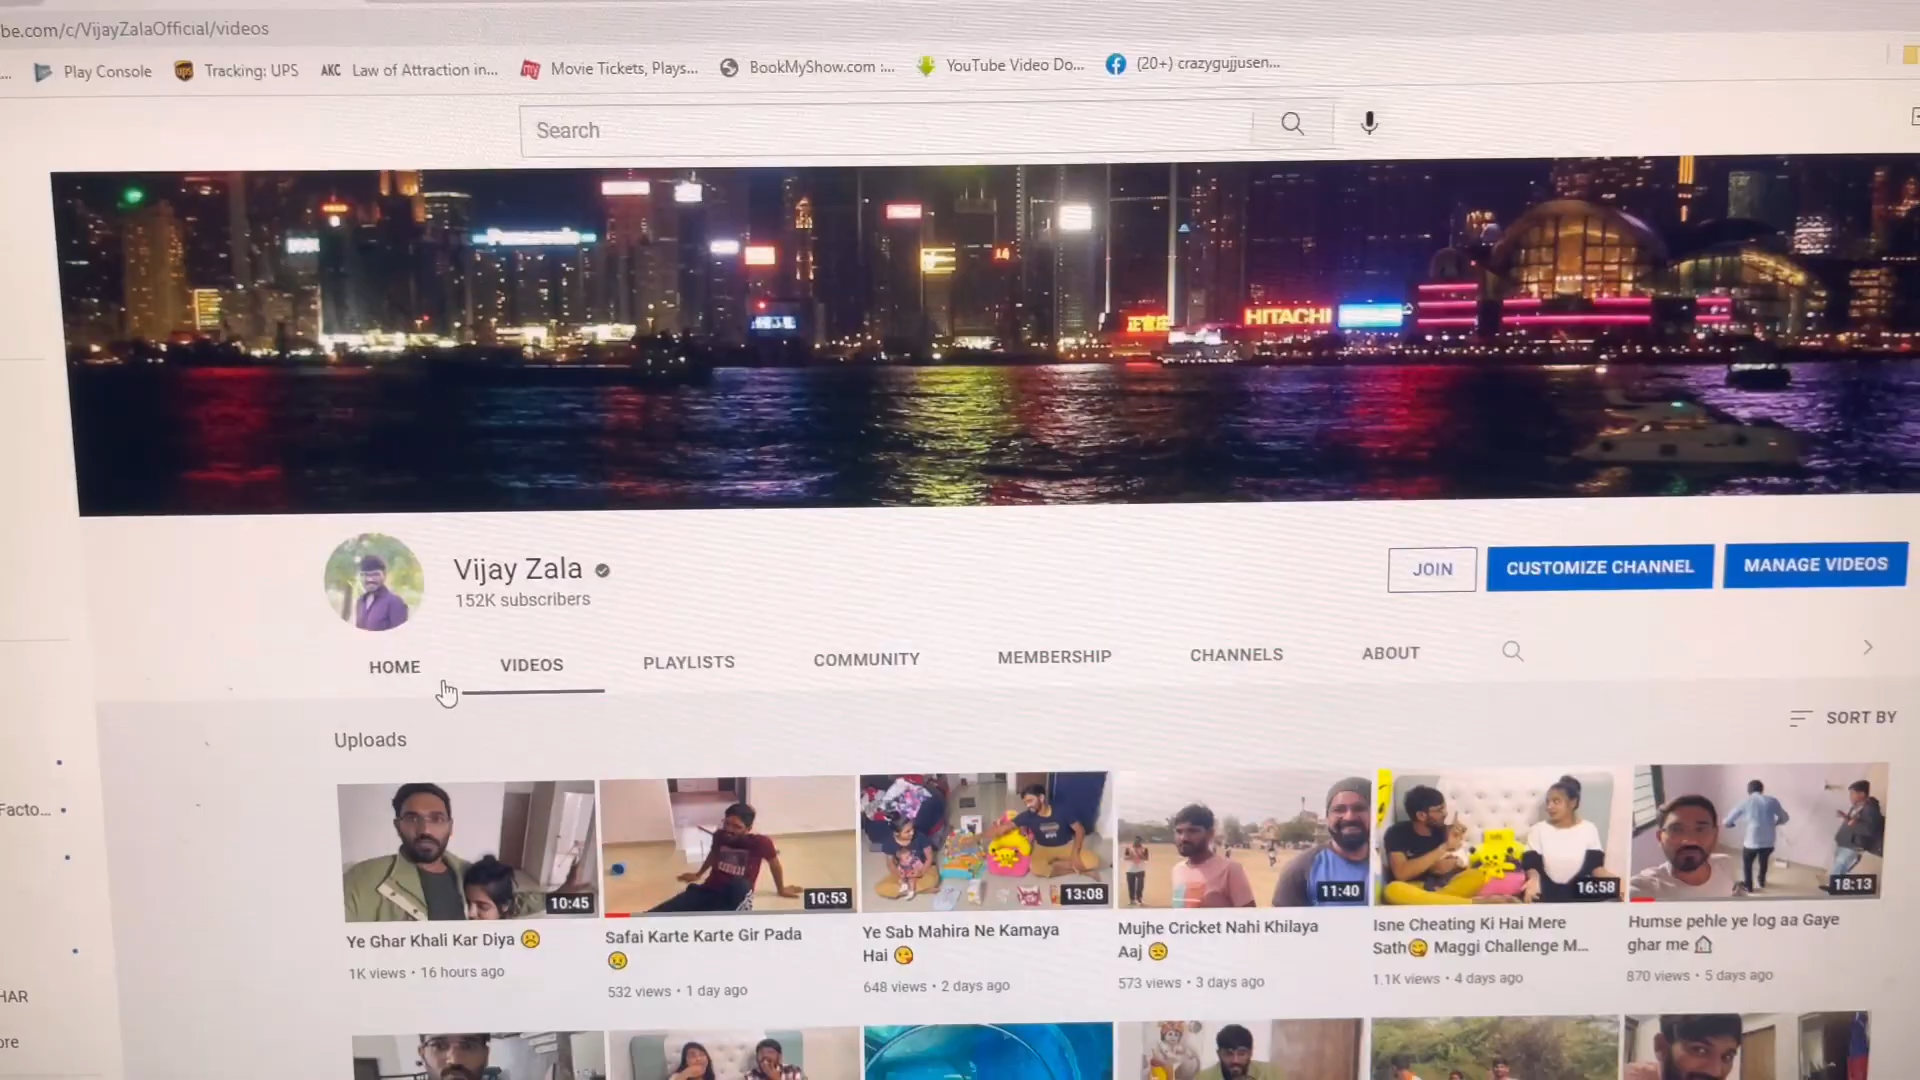 be.com/c/VijayZalaOfficial/videos
... Play Console Tracking: UPS AKC Law of Attraction in... my Movie Tickets, Plays... BookMyShow.com :... YouTube Video Do... (20+) crazygujjusen...
Search
正官庄 HITACHI
Vijay Zala
152K subscribers
JOIN CUSTOMIZE CHANNEL MANAGE VIDEOS
HOME VIDEOS PLAYLISTS COMMUNITY MEMBERSHIP CHANNELS ABOUT
SORT BY
Uploads
Facto...
HAR
ore
10:45 10:53 13:08 11:40 16:58 18:13
Ye Ghar Khali Kar Diya ☹️
1K views • 16 hours ago
Safai Karte Karte Gir Pada
😢
532 views • 1 day ago
Ye Sab Mahira Ne Kamaya
Hai 😘
648 views • 2 days ago
Mujhe Cricket Nahi Khilaya
Aaj 😔
573 views • 3 days ago
Isne Cheating Ki Hai Mere
Sath😋 Maggi Challenge M...
1.1K views • 4 days ago
Humse pehle ye log aa Gaye
ghar me 🏠
870 views • 5 days ago